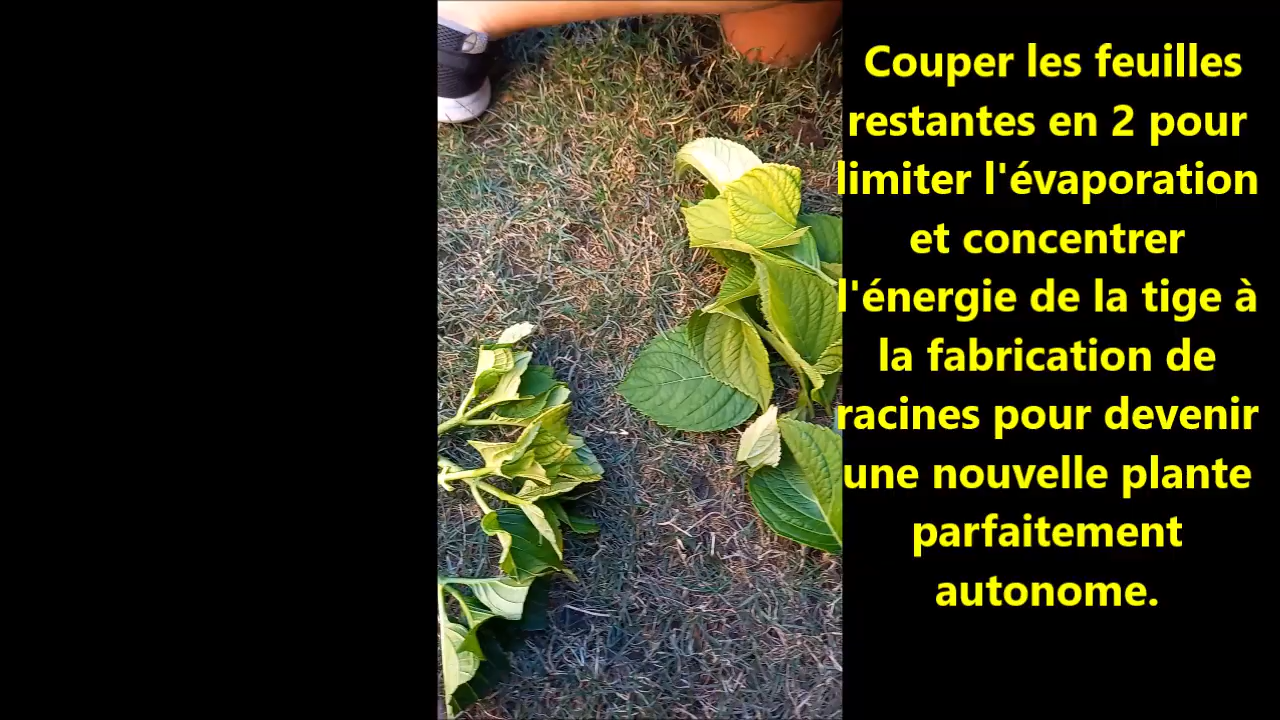 Couper les feuilles
restantes en 2 pour
limiter l'évaporation
et concentrer
l'énergie de la tige à
la fabrication de
racines pour devenir
une nouvelle plante
parfaitement
autonome.